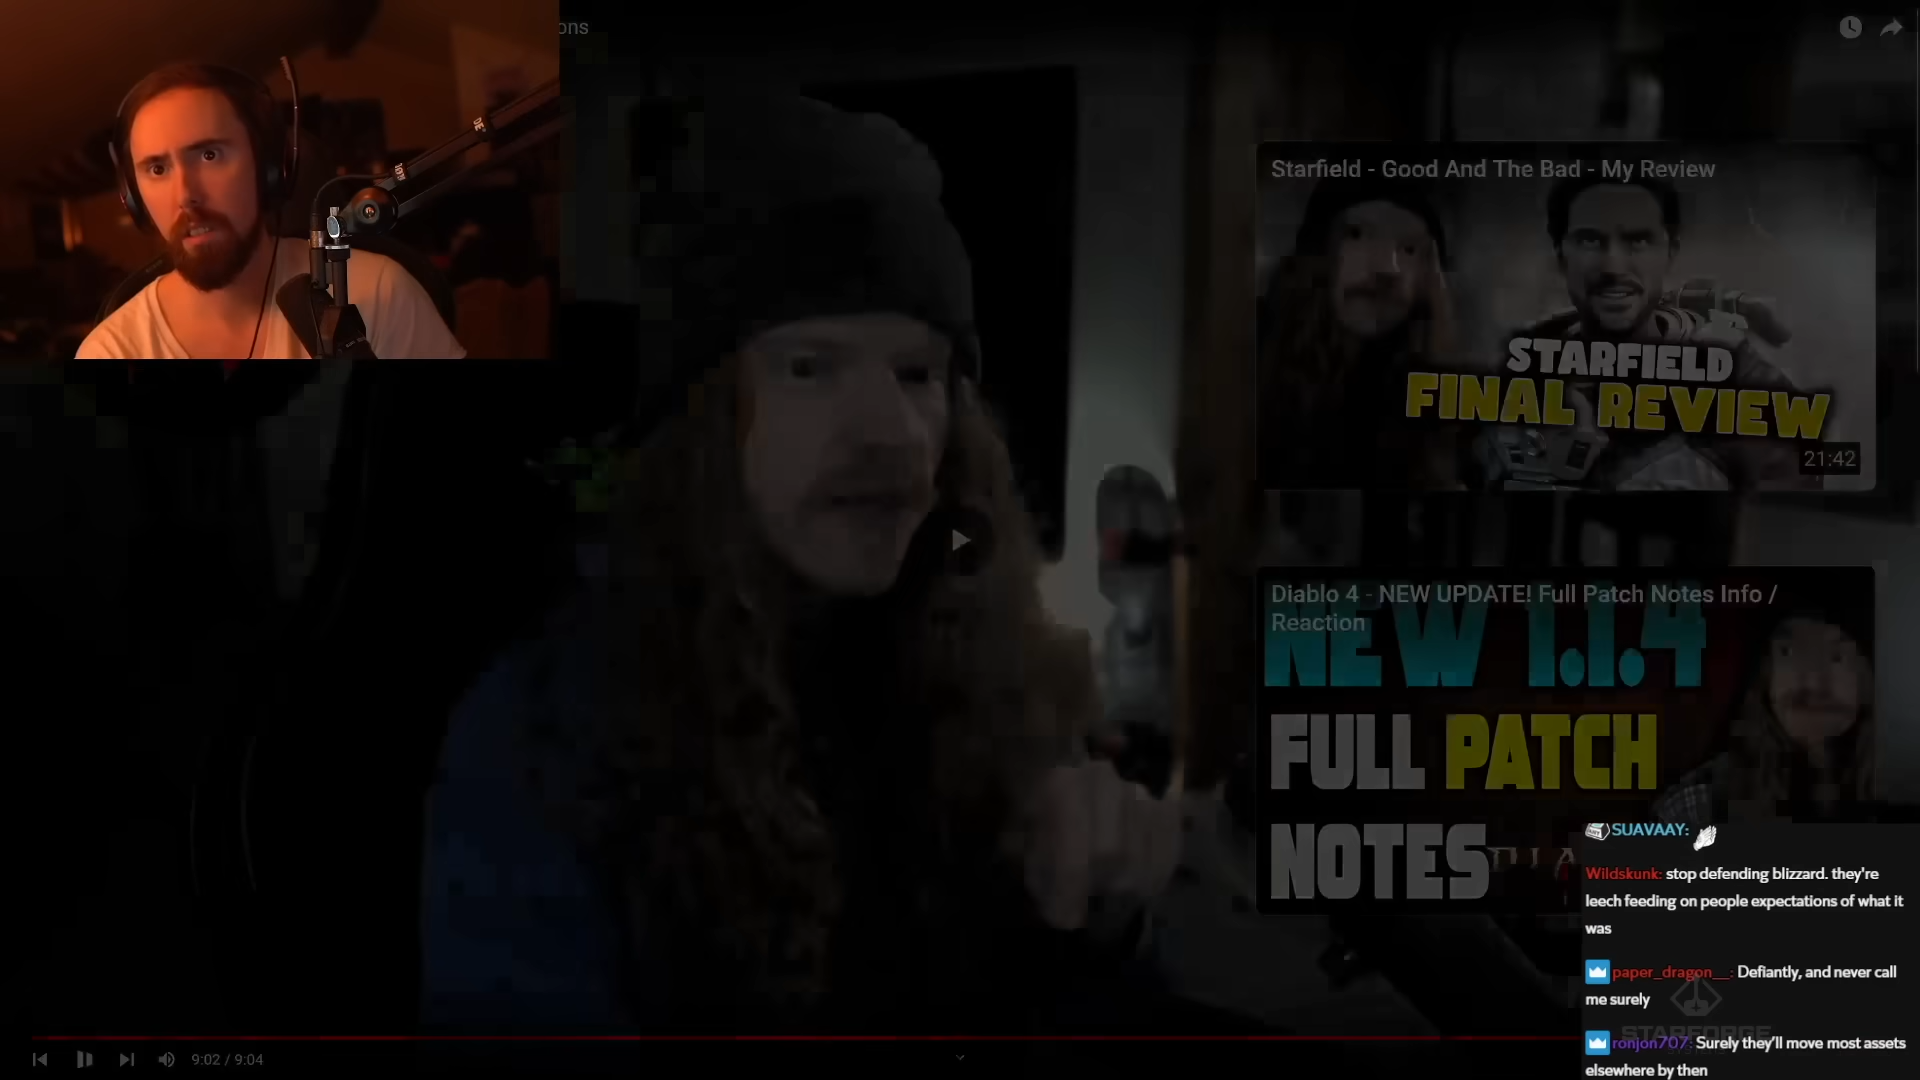 ons
Starfield - Good And The Bad - My Review
STARFIELD
FINAL REVIEW
21:42
Diablo 4 - NEW UPDATE! Full Patch Notes Info /
Reaction
NEW 1.1.4
FULL PATCH
NOTES
SUAVAAY:
Wildskunk: stop defending blizzard. they're
leech feeding on people expectations of what it
was
paper_dragon__: Defiantly, and never call
me surely
STARFORGE
ronjon707: Surely they'll move most assets
elsewhere by then
9:02 / 9:04